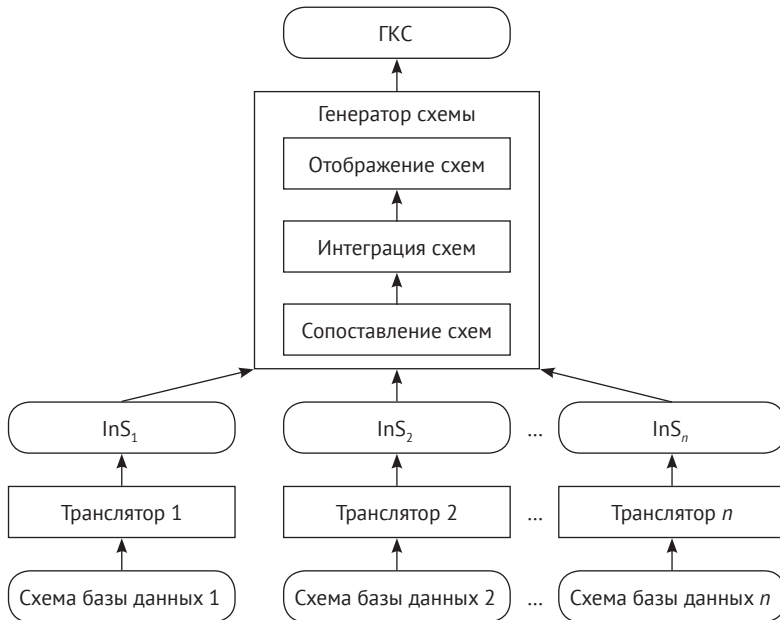 ГКС
Генератор схемы
Отображение схем
Интеграция схем
Сопоставление схем
InS₁ InS₂ ... InSₙ
Транслятор 1 Транслятор 2 ... Транслятор n
Схема базы данных 1 Схема базы данных 2 ... Схема базы данных n